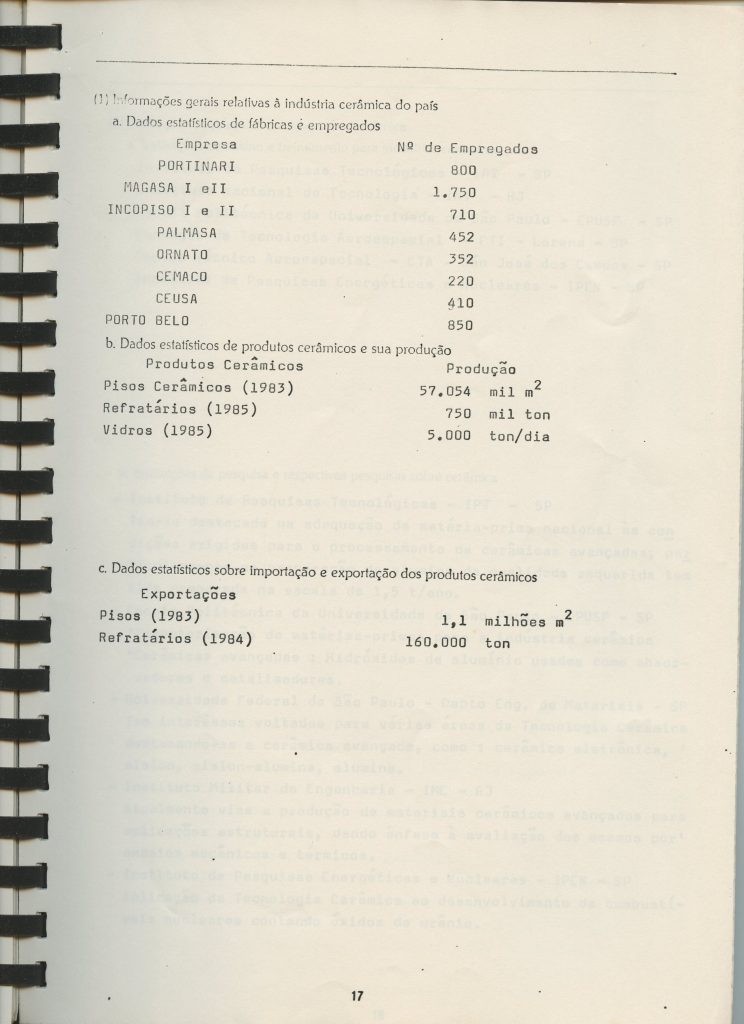 (1) Informações gerais relativas à indústria cerâmica do país
a. Dados estatísticos de fábricas e empregados
Empresa Nº de Empregados
PORTINARI 800
MAGASA I eII 1.750
INCOPISO I e II 710
PALMASA 452
ORNATO 352
CEMACO 220
CEUSA 410
PORTO BELO 850
b. Dados estatísticos de produtos cerâmicos e sua produção
Produtos Cerâmicos Produção
Pisos Cerâmicos (1983) 57.054 mil m²
Refratários (1985) 750 mil ton
Vidros (1985) 5.000 ton/dia
c. Dados estatísticos sobre importação e exportação dos produtos cerâmicos
Exportações
Pisos (1983) 1,1 milhões m²
Refratários (1984) 160.000 ton
17